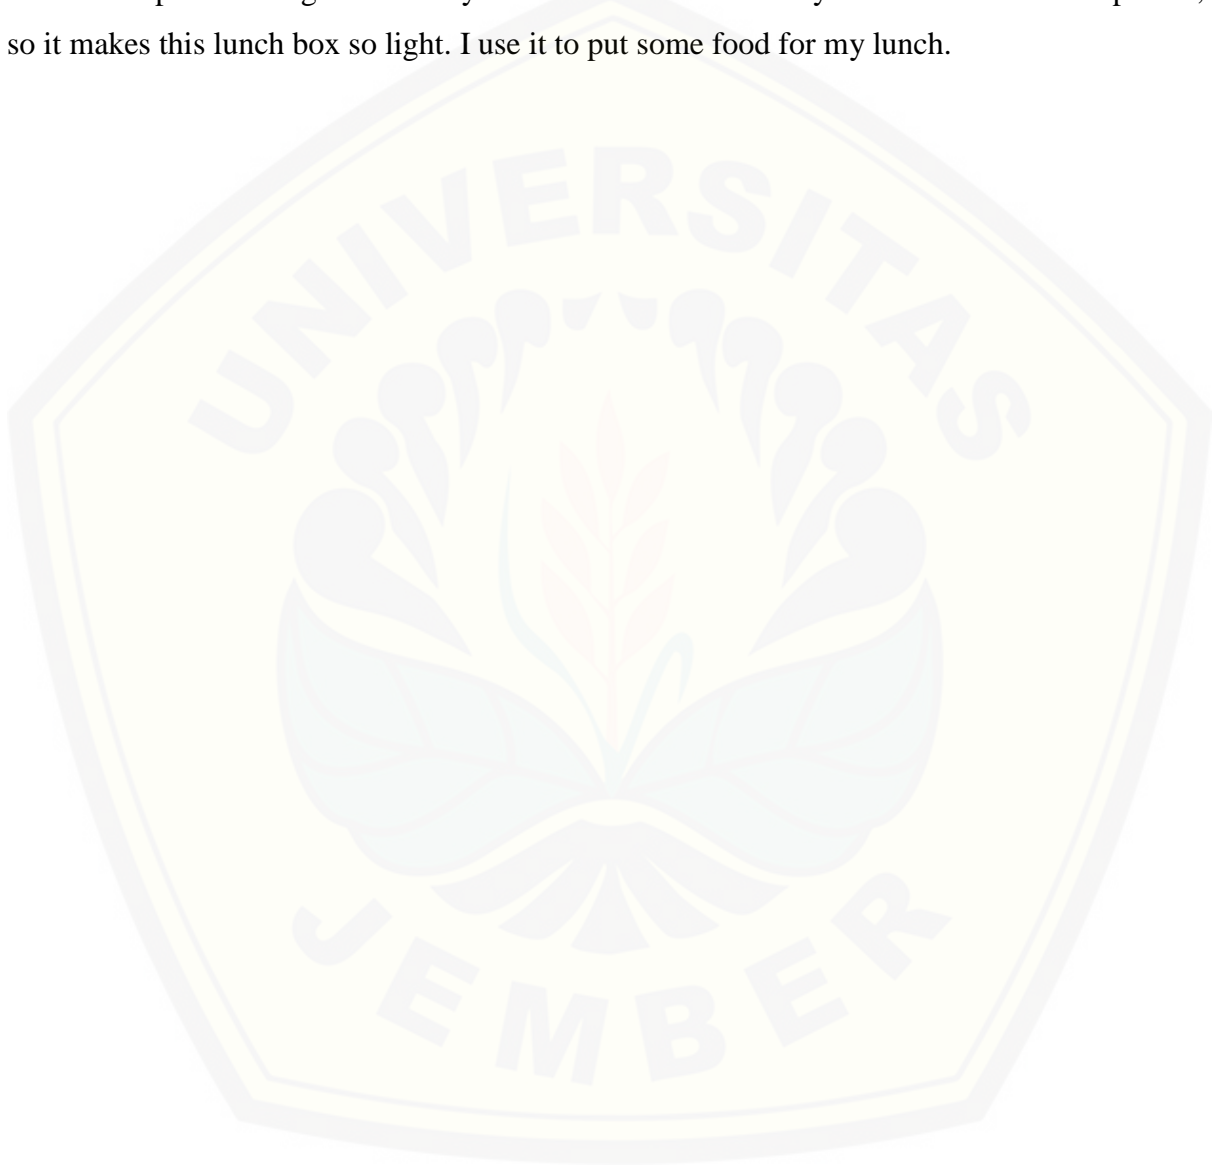 so it makes this lunch box so light. I use it to put some food for my lunch.
UNIVERSITAS
JEMBER